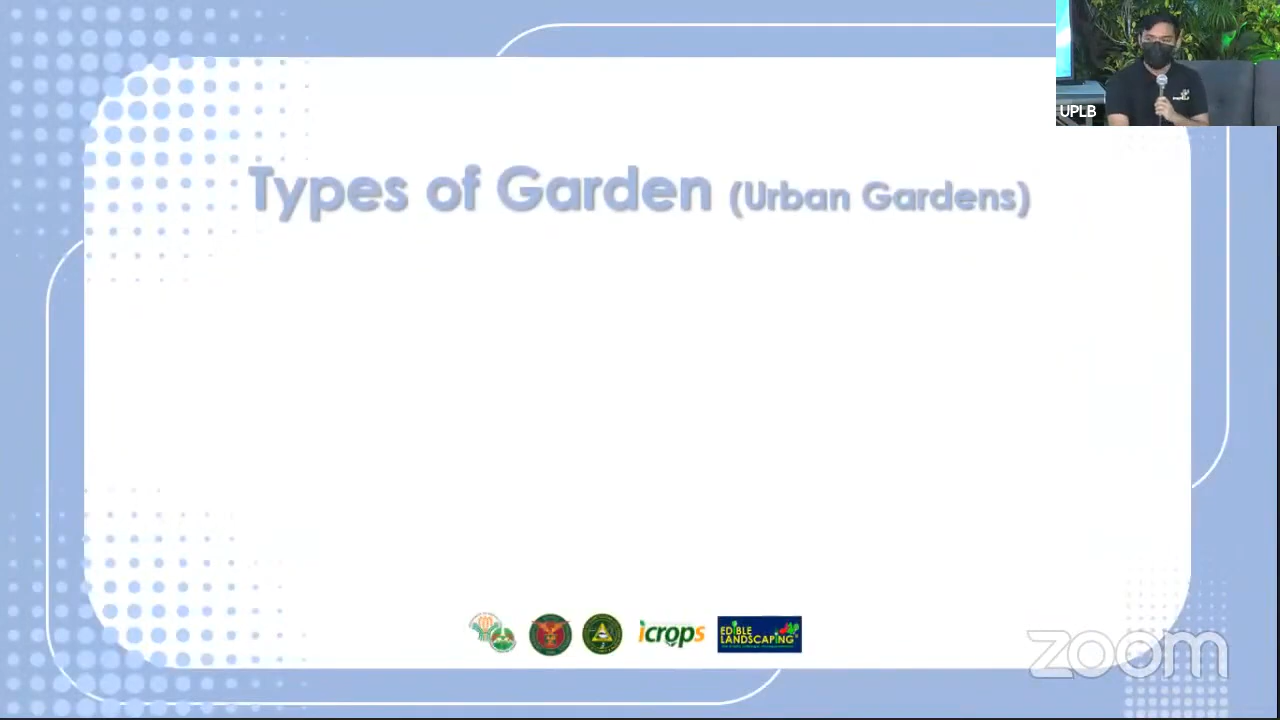 UPLB
Types of Garden (Urban Gardens)
icrops
EDIBLE
LANDSCAPING
zoom